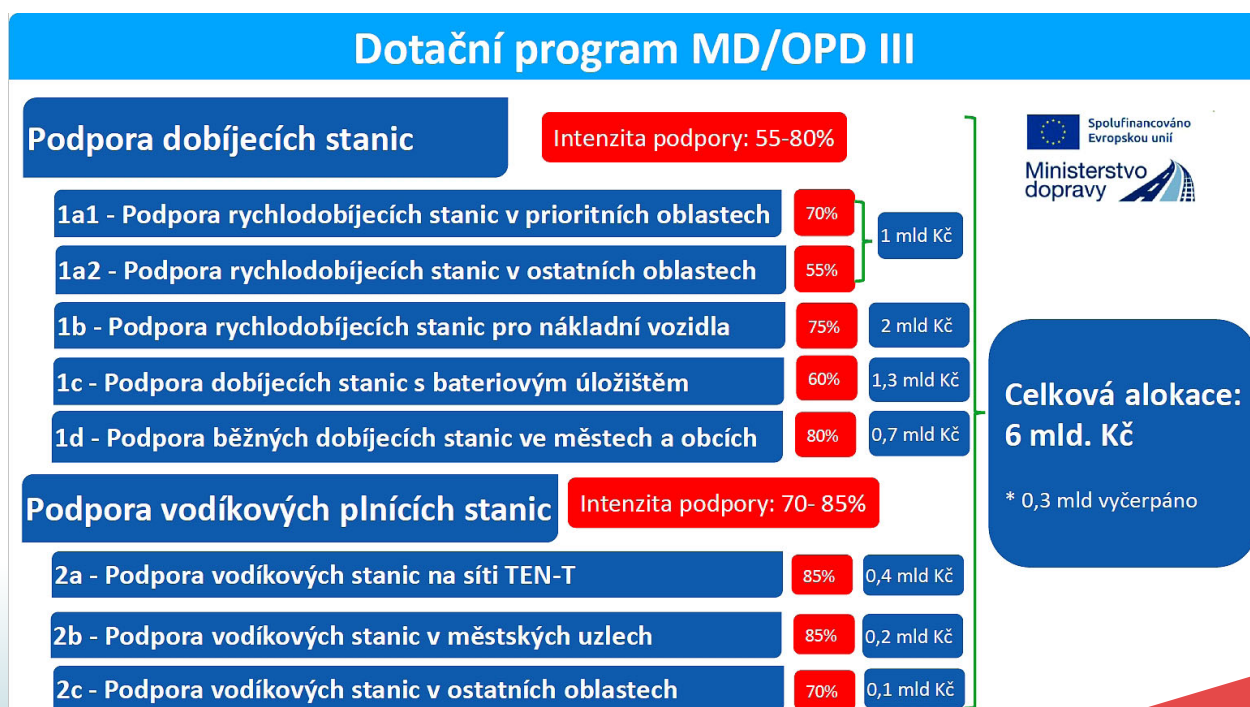 Dotační program MD/OPD III
Podpora dobíjecích stanic
Intenzita podpory: 55-80%
Spolufinancováno
Evropskou unií
Ministerstvo
dopravy
1a1 - Podpora rychlodobíjecích stanic v prioritních oblastech
70%
1 mld Kč
1a2 - Podpora rychlodobíjecích stanic v ostatních oblastech
55%
1b - Podpora rychlodobíjecích stanic pro nákladní vozidla
75%
2 mld Kč
1c - Podpora dobíjecích stanic s bateriovým úložištěm
60%
1,3 mld Kč
1d - Podpora běžných dobíjecích stanic ve městech a obcích
80%
0,7 mld Kč
Celková alokace:
6 mld. Kč
* 0,3 mld vyčerpáno
Podpora vodíkových plnících stanic
Intenzita podpory: 70- 85%
2a - Podpora vodíkových stanic na síti TEN-T
85%
0,4 mld Kč
2b - Podpora vodíkových stanic v městských uzlech
85%
0,2 mld Kč
2c - Podpora vodíkových stanic v ostatních oblastech
70%
0,1 mld Kč